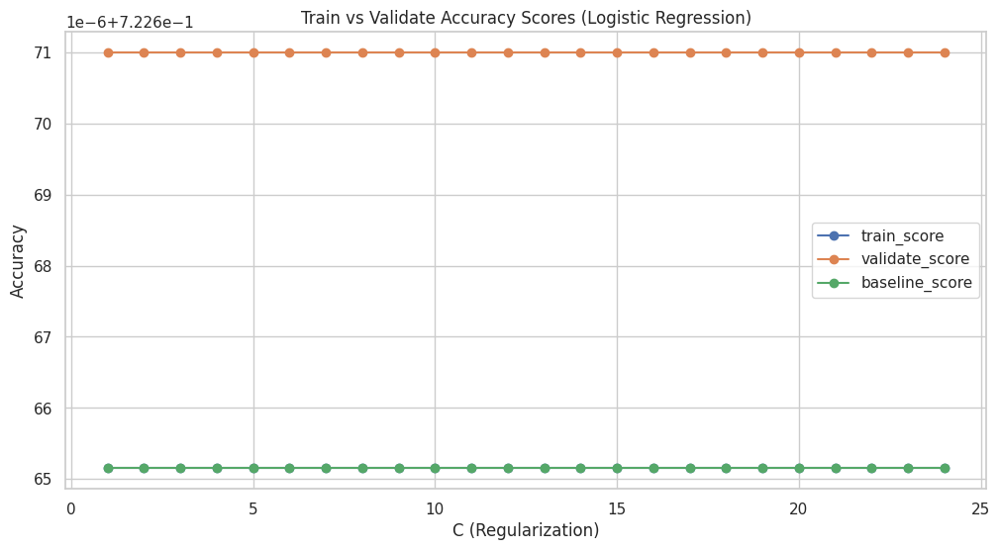 Train vs Validate Accuracy Scores (Logistic Regression)
1e−6+7.226e−1
71
70
69
68
67
66
65
Accuracy
train_score
validate_score
baseline_score
0 5 10 15 20 25
C (Regularization)